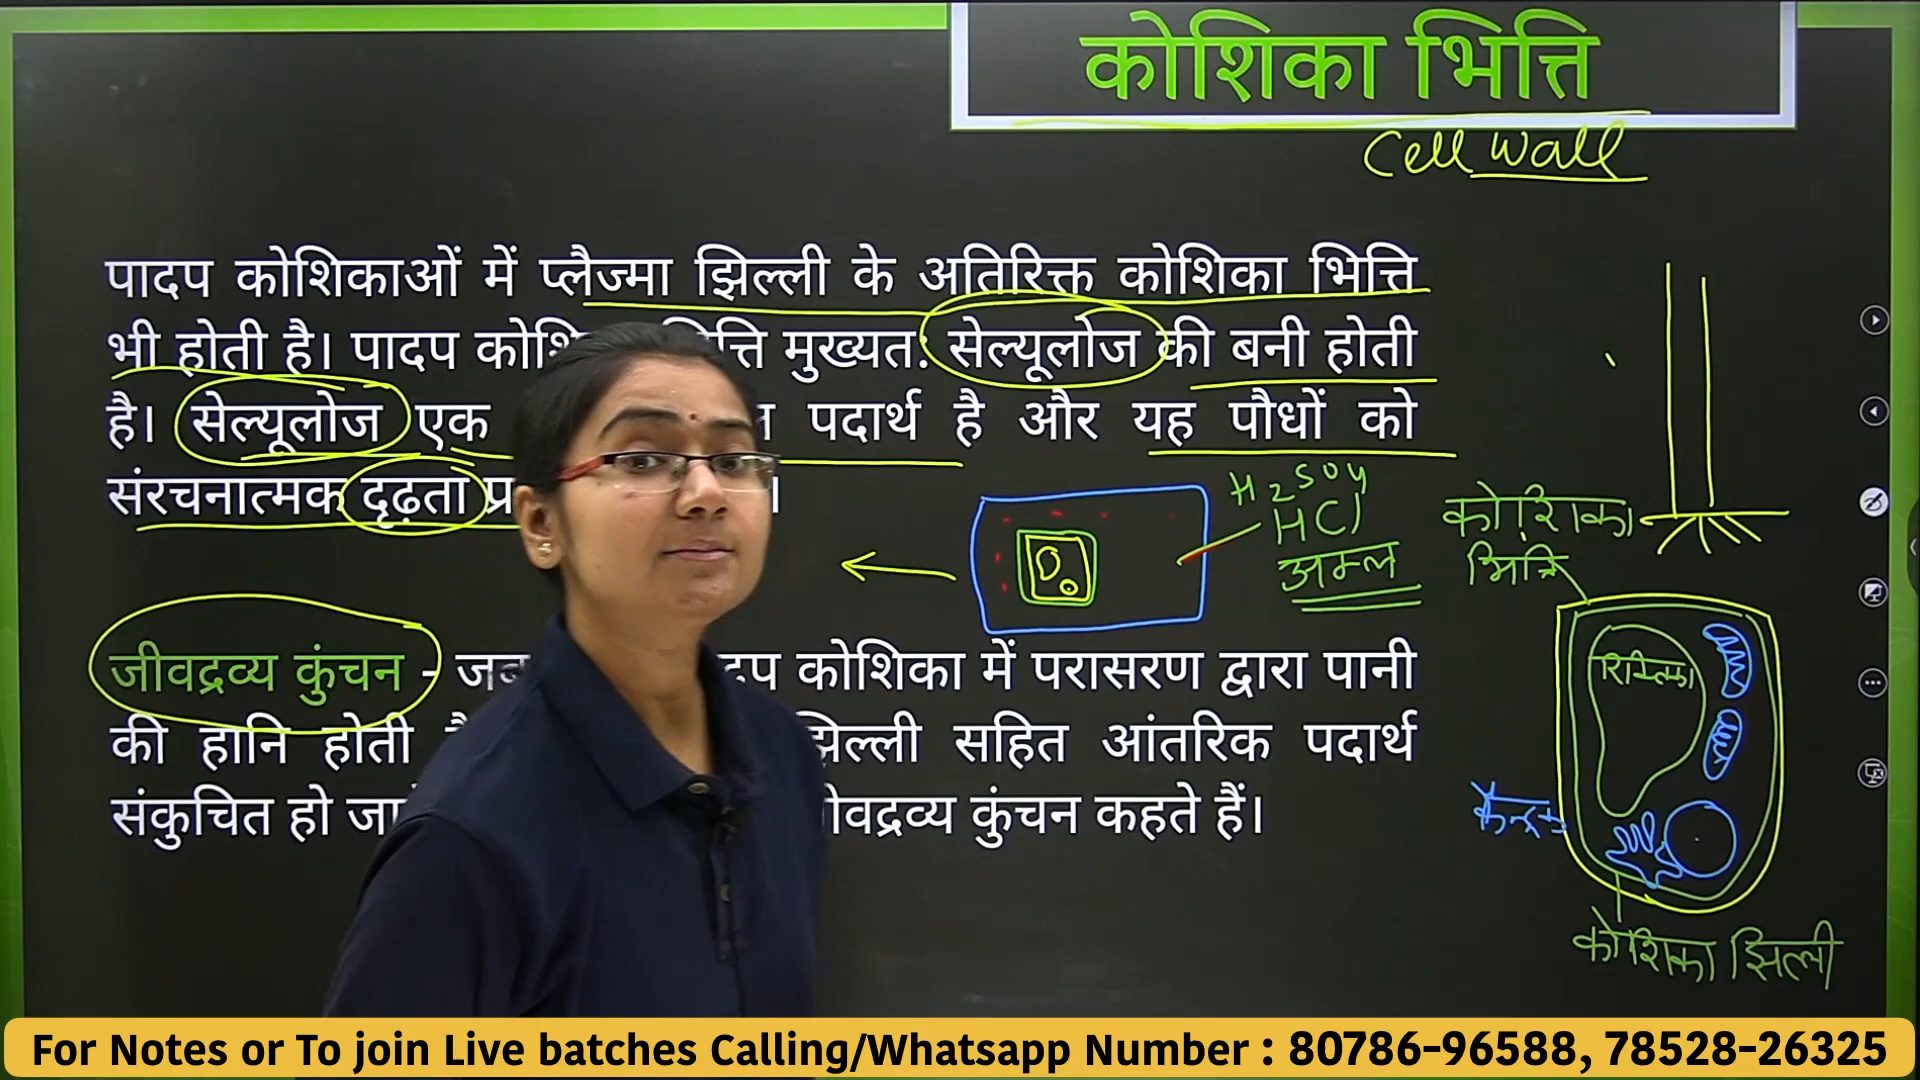 कोशिका भित्ति
Cell Wall
पादप कोशिकाओं में प्लैज्मा झिल्ली के अतिरिक्त कोशिका भित्ति
भी होती है। पादप मुख्यत: सेल्यूलोज की बनी होती
है। सेल्यूलोज एक पदार्थ है और यह पौधों को
संरचनात्मक दृढ़ता
H2SO4
HCl
अम्ल
कोशिका
भित्ति
जीवद्रव्य कुंचन - कोशिका में परासरण द्वारा पानी
की हानि होती झिल्ली सहित आंतरिक पदार्थ
संकुचित हो कुंचन कहते हैं।
रिक्तिका
केन्द्रक
कोशिका झिल्ली
For Notes or To join Live batches Calling/Whatsapp Number : 80786-96588, 78528-26325